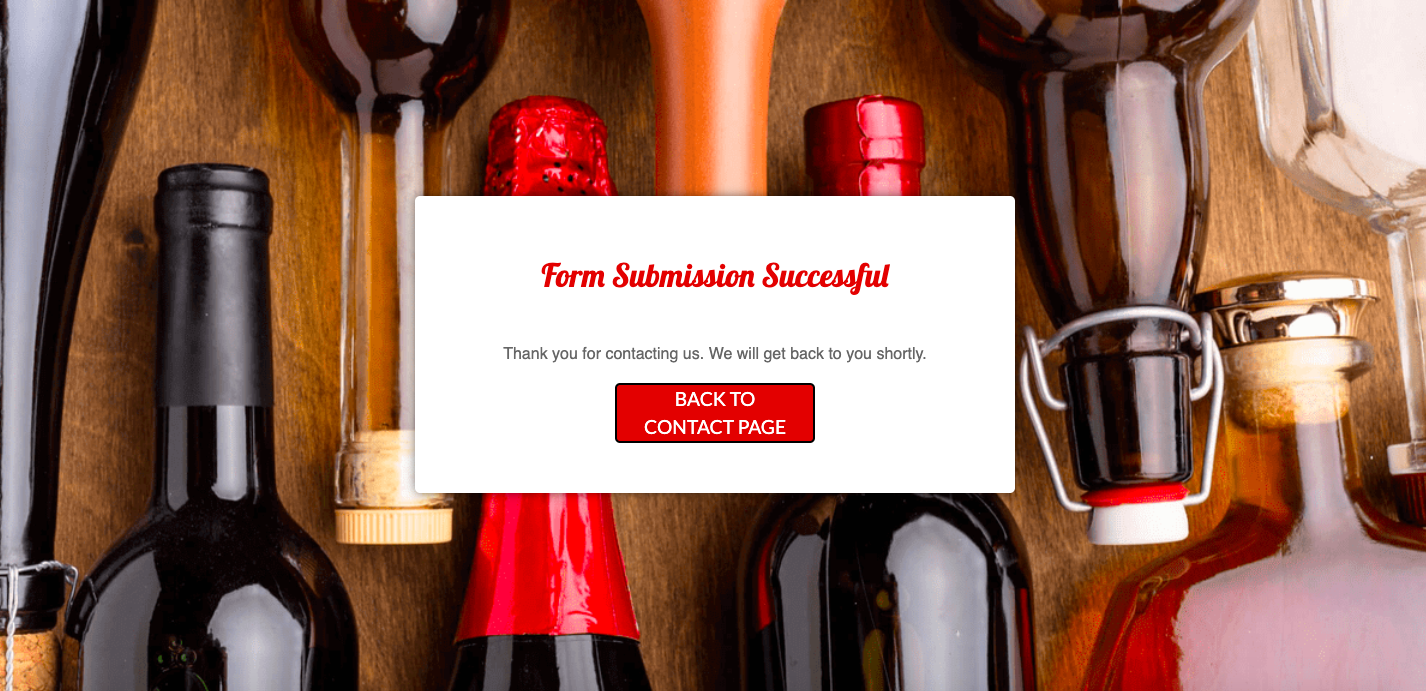 Form Submission Successful
Thank you for contacting us. We will get back to you shortly.
BACK TO
CONTACT PAGE